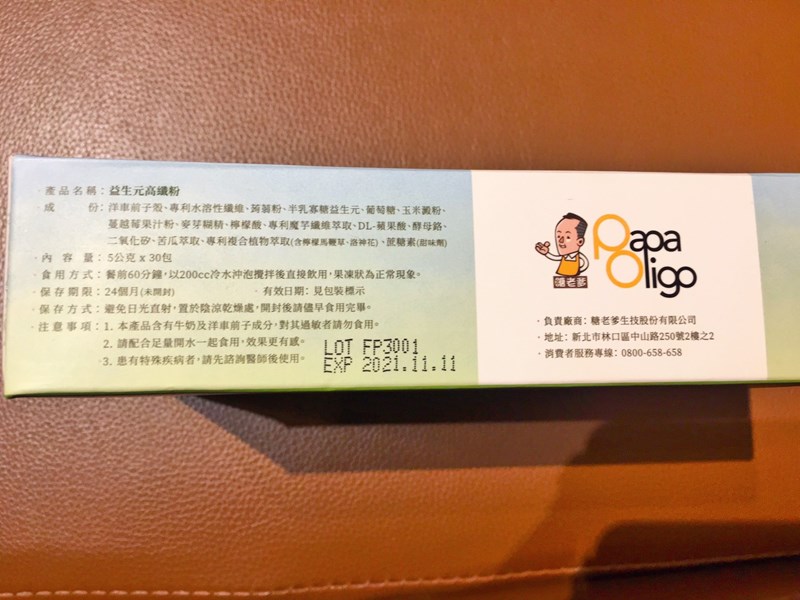 產品名稱：益生元高纖粉
成 份：洋車前子殼、專利水溶性纖維、蒟蒻粉、半乳寡糖益生元、葡萄糖、玉米澱粉、
蔓越莓果汁粉、麥芽糊精、檸檬酸、專利魔芋纖維萃取、DL-蘋果酸、酵母鉻、
二氧化矽、苦瓜萃取、專利複合植物萃取(含檸檬馬鞭草、洛神花)、蔗糖素(甜味劑)
內 容 量：5公克 x 30包
食用方式：餐前60分鐘，以200cc冷水沖泡攪拌後直接飲用，果凍狀為正常現象。
保存期限：24個月(未開封) · 有效日期：見包裝標示
保存方式：避免日光直射，置於陰涼乾燥處，開封後請儘早食用完畢。
注意事項：1. 本產品含有牛奶及洋車前子成分，對其過敏者請勿食用。
2. 請配合足量開水一起食用，效果更有感。
3. 患有特殊疾病者，請先諮詢醫師後使用。
LOT FP3001
EXP 2021.11.11
Papa
Oligo
糖老爹
· 負責廠商：糖老爹生技股份有限公司
· 地址：新北市林口區中山路250號2樓之2
· 消費者服務專線：0800-658-658